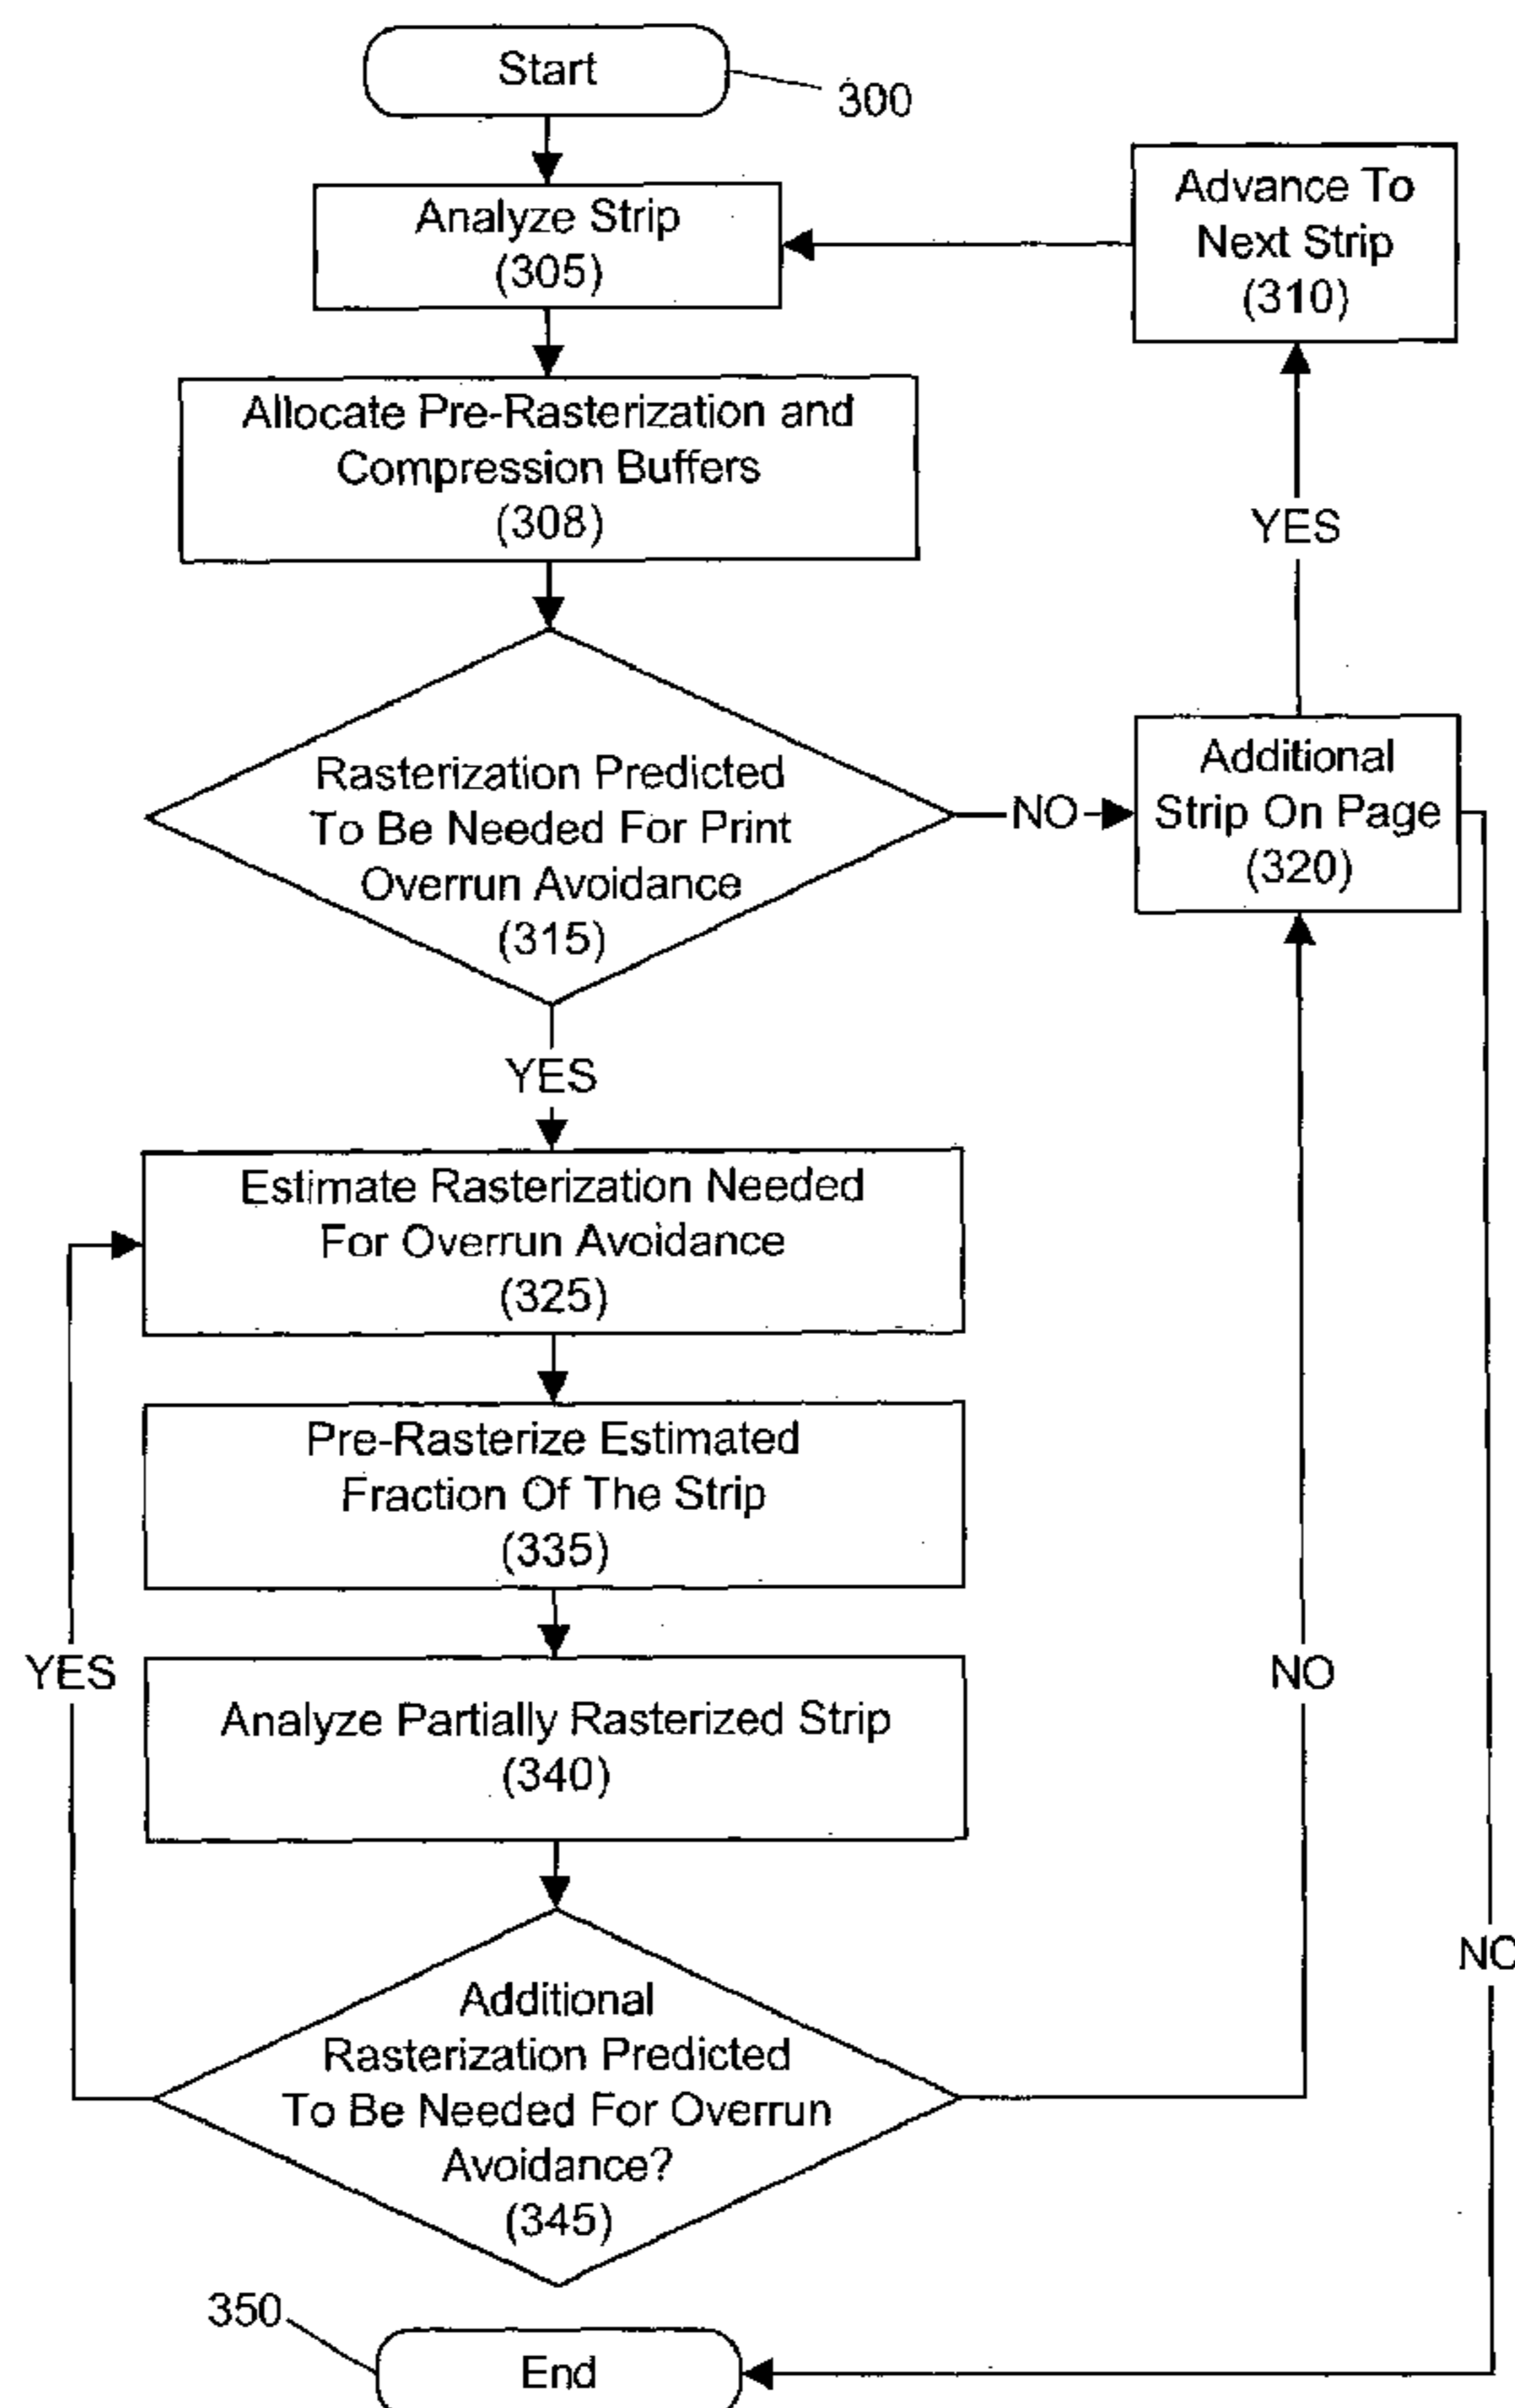 Start
300
Analyze Strip
(305)
Advance To
Next Strip
(310)
Allocate Pre-Rasterization and
Compression Buffers
(308)
YES
Rasterization Predicted
To Be Needed For Print
Overrun Avoidance
(315)
NO
Additional
Strip On Page
(320)
YES
Estimate Rasterization Needed
For Overrun Avoidance
(325)
Pre-Rasterize Estimated
Fraction Of The Strip
(335)
YES
NO
Analyze Partially Rasterized Strip
(340)
NO
Additional
Rasterization Predicted
To Be Needed For Overrun
Avoidance?
(345)
350
End